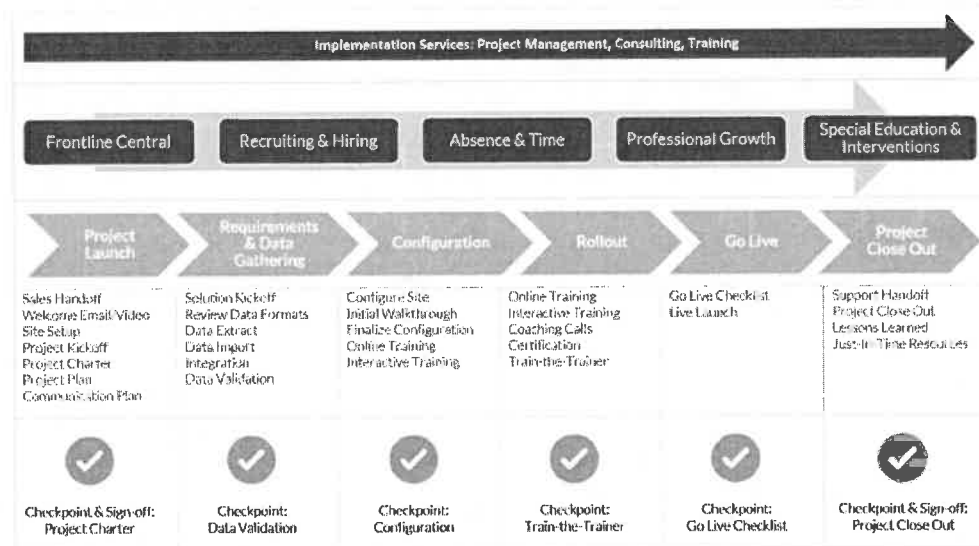 Implementation Services: Project Management, Consulting, Training
Frontline Central
Recruiting & Hiring
Absence & Time
Professional Growth
Special Education &
Interventions
Project
Launch
Requirements
& Data
Gathering
Configuration
Rollout
Go Live
Project
Close Out
Sales Handoff
Welcome Email/Video
Site Setup
Project Kickoff
Project Charter
Project Plan
Communication Plan
Solution Kickoff
Review Data Formats
Data Extract
Data Import
Integration
Data Validation
Configure Site
Initial Walkthrough
Finalize Configuration
Online Training
Interactive Training
Online Training
Interactive Training
Coaching Calls
Certification
Train-the-Trainer
Go Live Checklist
Live Launch
Support Handoff
Project Close Out
Lessons Learned
Just-In-Time Resources
Checkpoint & Sign-off:
Project Charter
Checkpoint:
Data Validation
Checkpoint:
Configuration
Checkpoint:
Train-the-Trainer
Checkpoint:
Go Live Checklist
Checkpoint & Sign-off:
Project Close Out